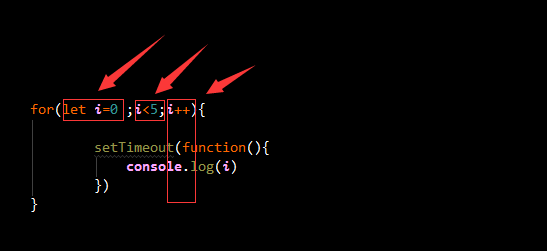 for(let i=0 ;i<5;i++){
setTimeout(function(){
console.log(i)
})
}